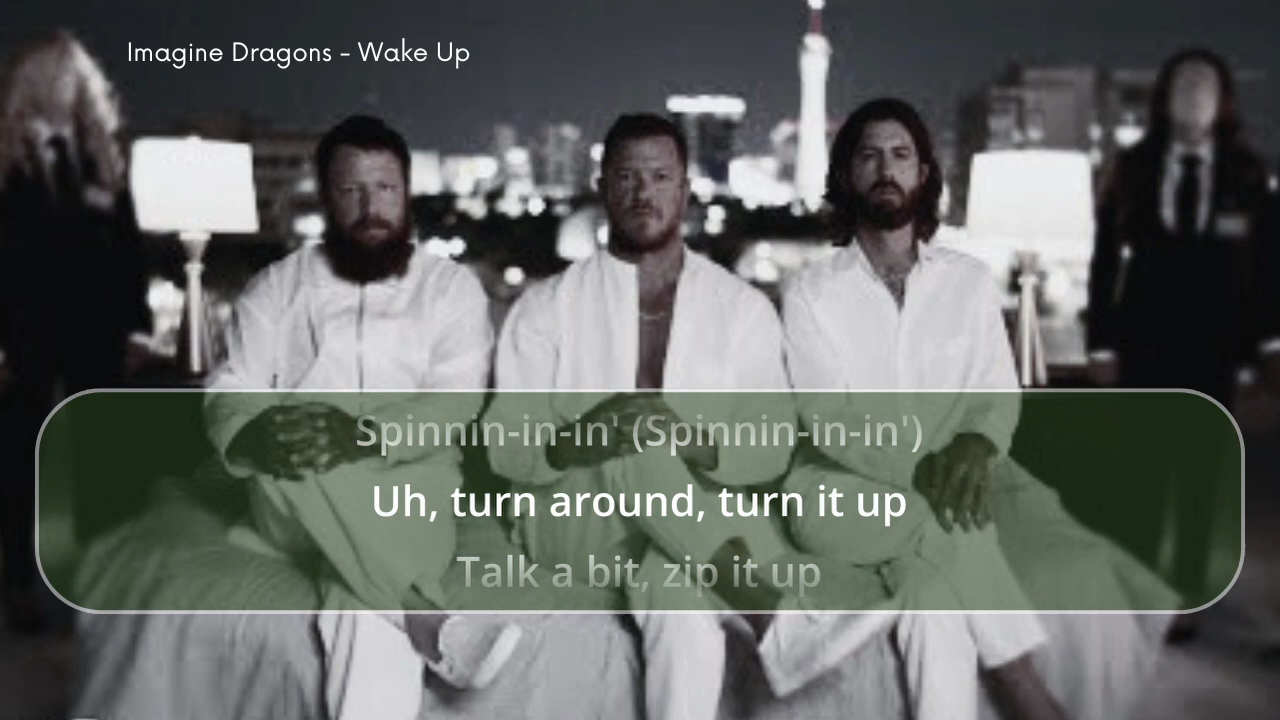 Imagine Dragons - Wake Up
Spinnin-in-in' (Spinnin-in-in')
Uh, turn around, turn it up
Talk a bit, zip it up